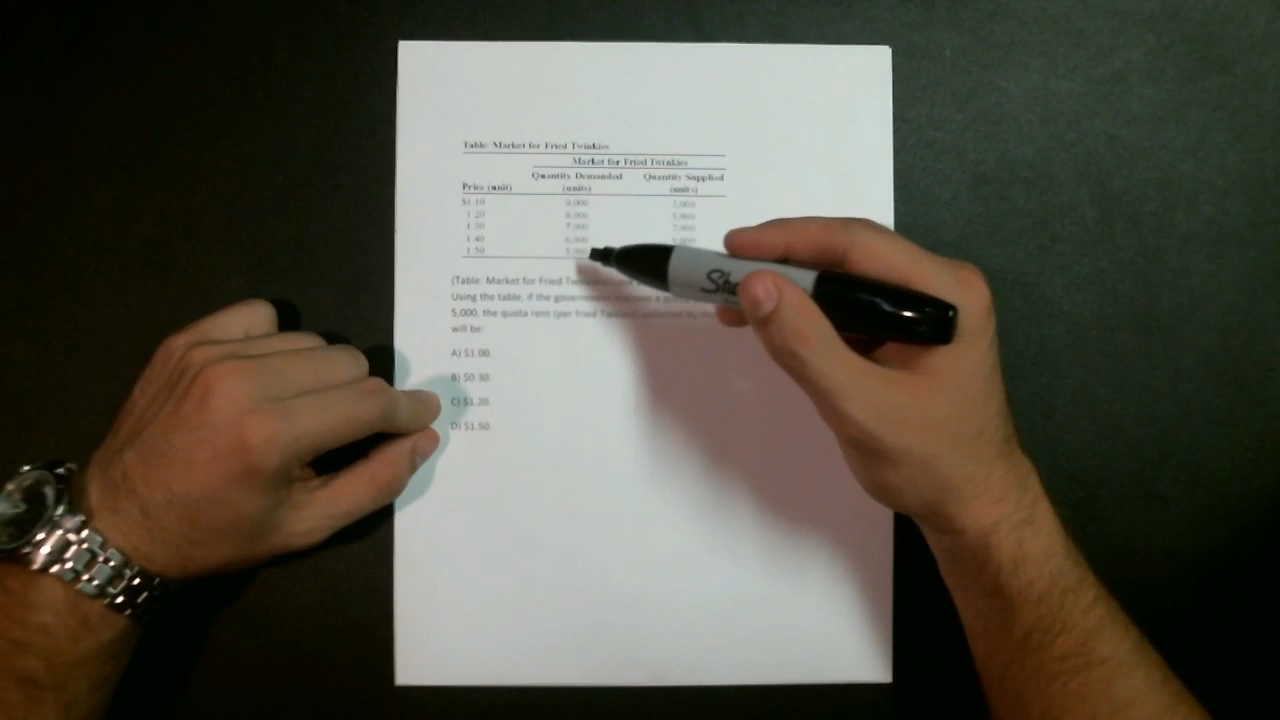 Table: Market for Fried Twinkies
Market for Fried Twinkies
Quantity Demanded Quantity Supplied
Price (unit) (units) (units)
$1.10 9,000 3,000
1.20 8,000 5,000
1.30 7,000 7,000
1.40 6,000
1.50 5,000
(Table: Market for Fried
Using the table, if the government
5,000, the quota rent (per fried
will be:
A) $1.00.
B) $0.30.
C) $1.20.
D) $1.50.